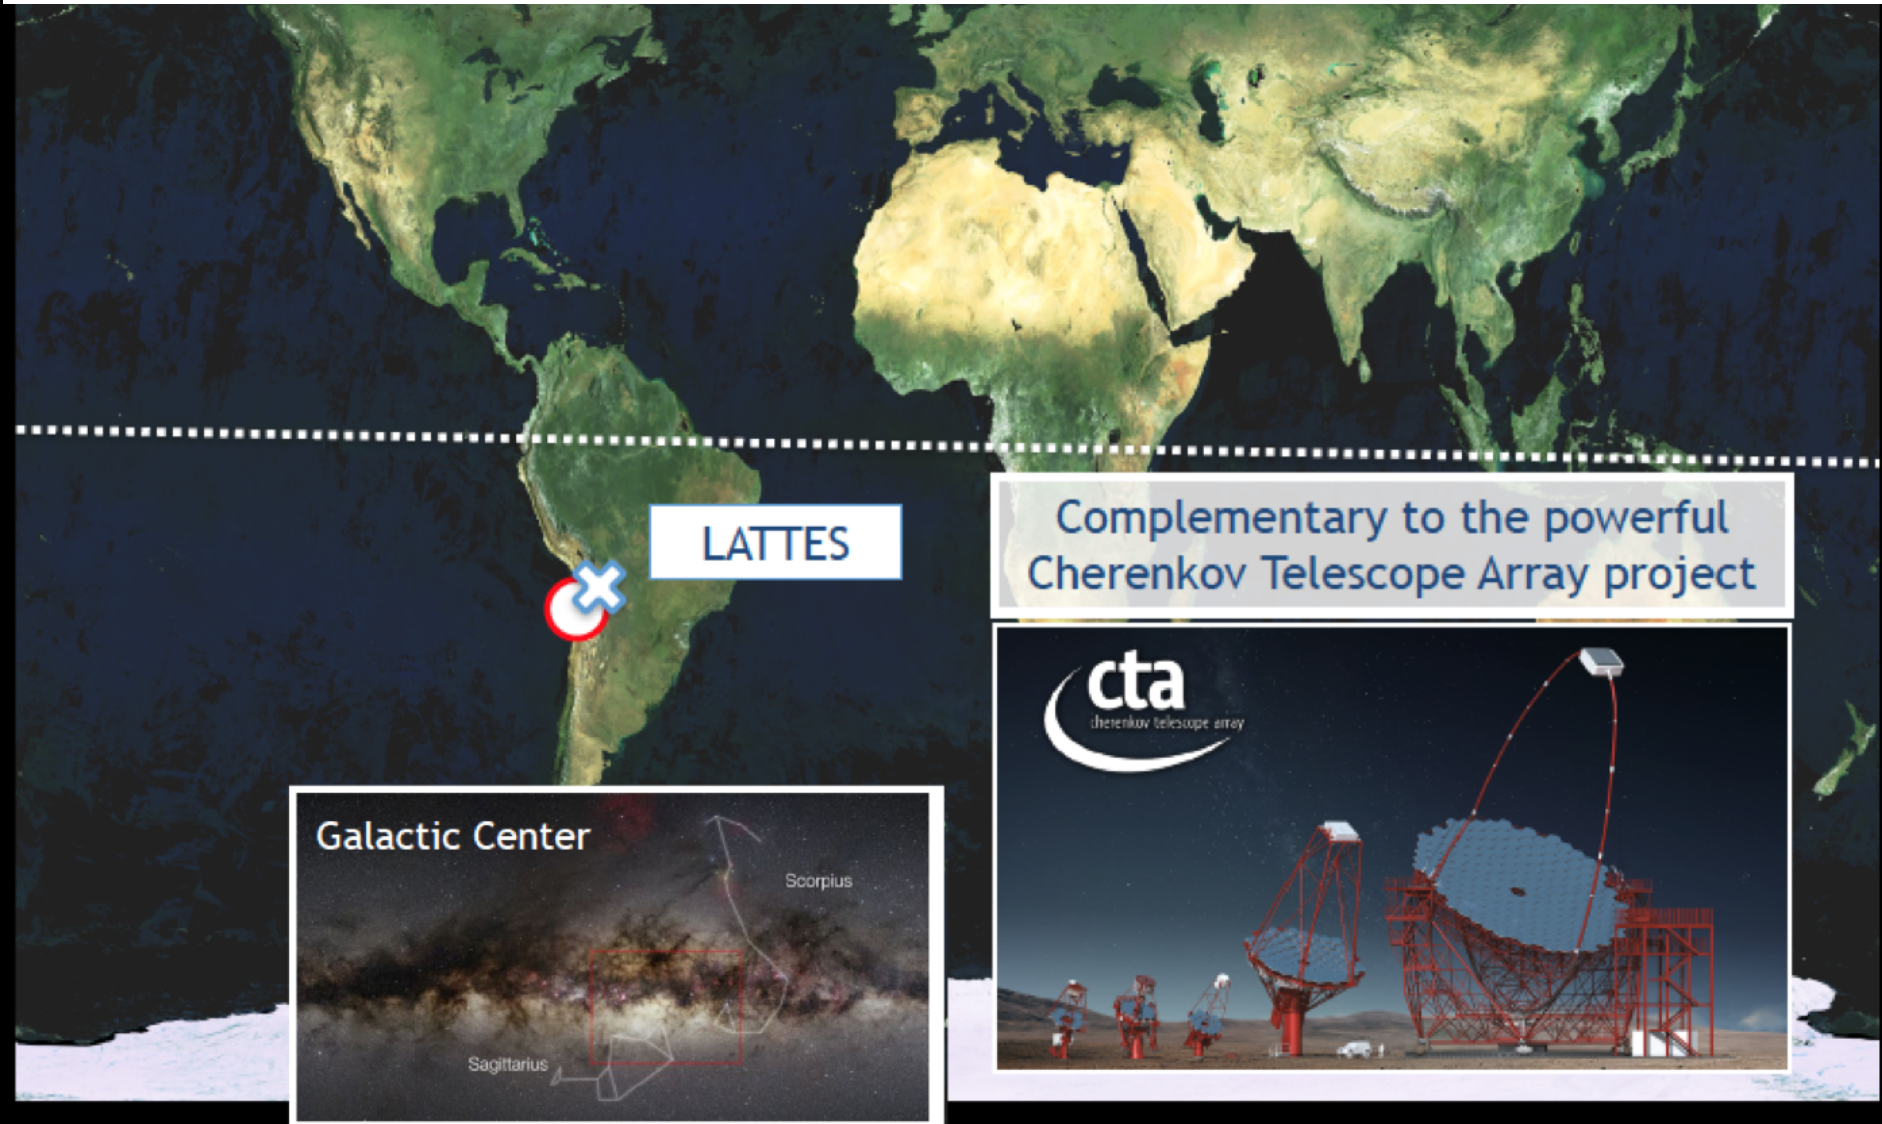 LATTES
Complementary to the powerful
Cherenkov Telescope Array project
cta
cherenkov telescope array
Galactic Center
Scorpius
Sagittarius